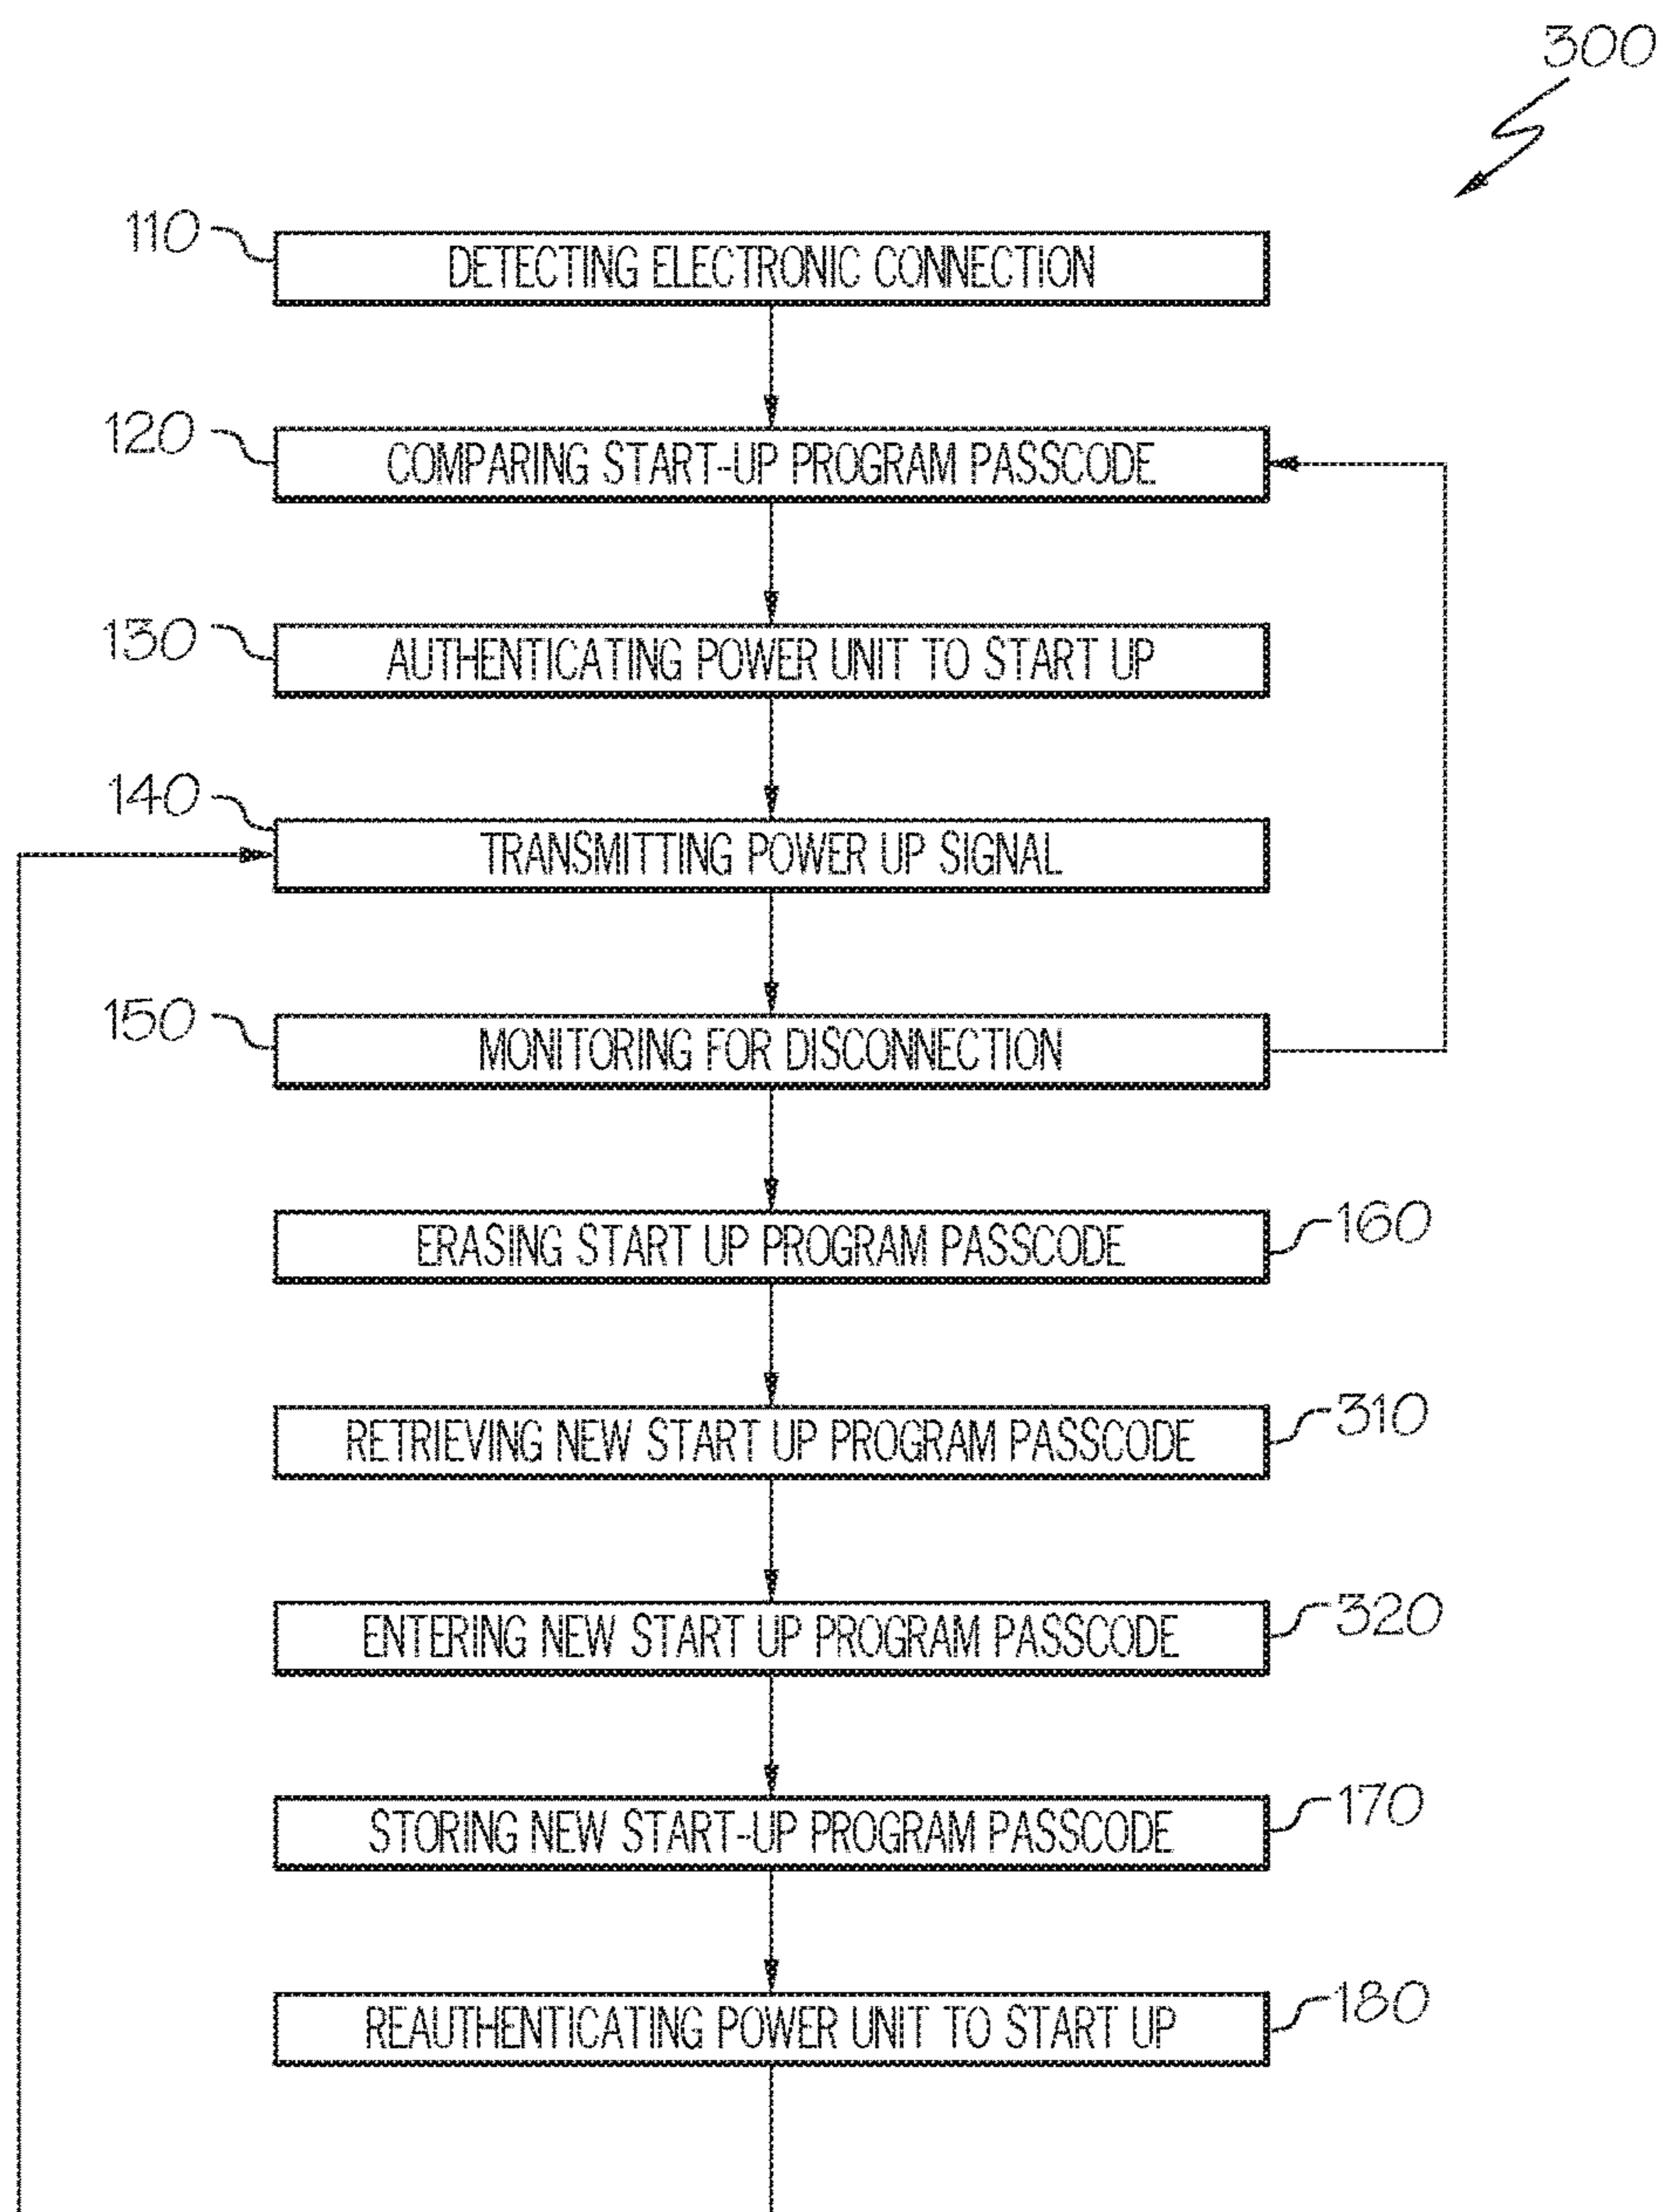 300
110
DETECTING ELECTRONIC CONNECTION
120
COMPARING START-UP PROGRAM PASSCODE
130
AUTHENTICATING POWER UNIT TO START UP
140
TRANSMITTING POWER UP SIGNAL
150
MONITORING FOR DISCONNECTION
ERASING START UP PROGRAM PASSCODE
160
RETRIEVING NEW START UP PROGRAM PASSCODE
310
ENTERING NEW START UP PROGRAM PASSCODE
320
STORING NEW START-UP PROGRAM PASSCODE
170
REAUTHENTICATING POWER UNIT TO START UP
180